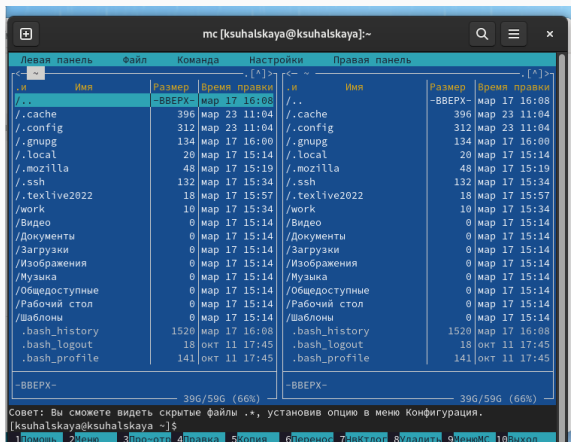 mc [ksuhalskaya@ksuhalskaya]:~
Левая панель Файл Команда Настройки Правая панель
<— ~ .[^]> <— ~ .[^]>
.и Имя Размер Время правки .и Имя Размер Время правки
/.. -ВВЕРХ- мар 17 16:08 /.. -ВВЕРХ- мар 17 16:08
/.cache 396 мар 23 11:04 /.cache 396 мар 23 11:04
/.config 312 мар 23 11:04 /.config 312 мар 23 11:04
/.gnupg 134 мар 17 16:00 /.gnupg 134 мар 17 16:00
/.local 20 мар 17 15:14 /.local 20 мар 17 15:14
/.mozilla 48 мар 17 15:19 /.mozilla 48 мар 17 15:19
/.ssh 132 мар 17 15:34 /.ssh 132 мар 17 15:34
/.texlive2022 18 мар 17 15:57 /.texlive2022 18 мар 17 15:57
/work 10 мар 17 15:34 /work 10 мар 17 15:34
/Видео 0 мар 17 15:14 /Видео 0 мар 17 15:14
/Документы 0 мар 17 15:14 /Документы 0 мар 17 15:14
/Загрузки 0 мар 17 15:14 /Загрузки 0 мар 17 15:14
/Изображения 0 мар 17 15:14 /Изображения 0 мар 17 15:14
/Музыка 0 мар 17 15:14 /Музыка 0 мар 17 15:14
/Общедоступные 0 мар 17 15:14 /Общедоступные 0 мар 17 15:14
/Рабочий стол 0 мар 17 15:14 /Рабочий стол 0 мар 17 15:14
/Шаблоны 0 мар 17 15:14 /Шаблоны 0 мар 17 15:14
.bash_history 1520 мар 17 16:08 .bash_history 1520 мар 17 16:08
.bash_logout 18 окт 11 17:45 .bash_logout 18 окт 11 17:45
.bash_profile 141 окт 11 17:45 .bash_profile 141 окт 11 17:45
-ВВЕРХ- -ВВЕРХ-
39G/59G (66%) 39G/59G (66%)
Совет: Вы сможете видеть скрытые файлы .*, установив опцию в меню Конфигурация.
[ksuhalskaya@ksuhalskaya ~]$
1Помощь 2Меню 3Про~отр 4Правка 5Копия 6Перенос 7НвКтлог 8Удалить 9МенюMC 10Выход